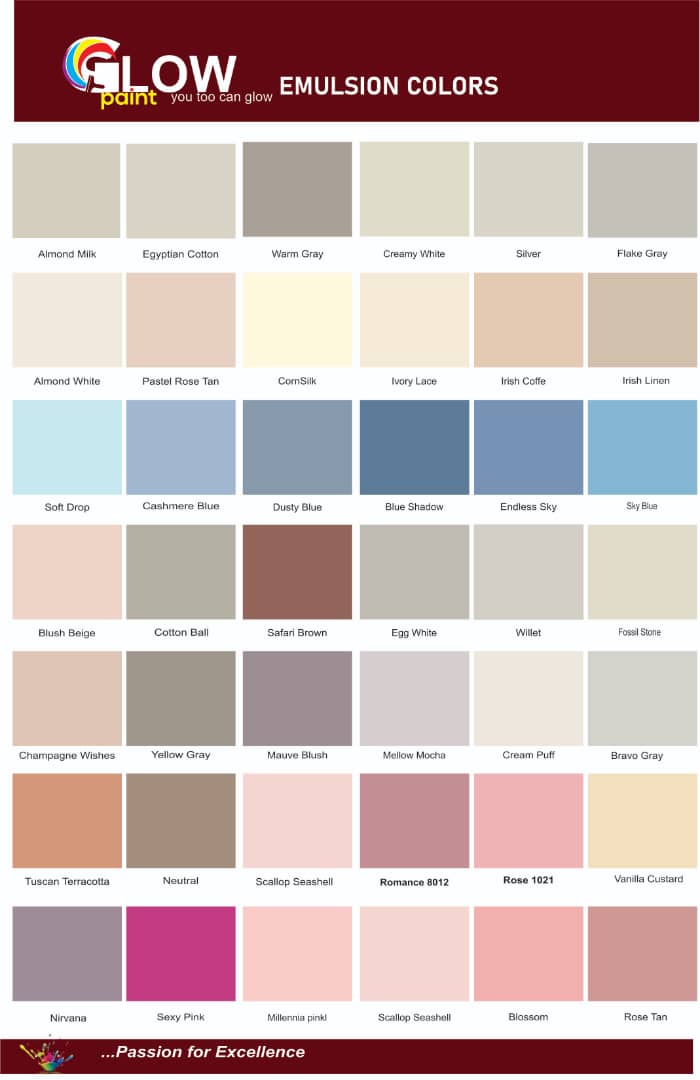 GLOW
paint you too can glow
EMULSION COLORS
Almond Milk Egyptian Cotton Warm Gray Creamy White Silver Flake Gray
Almond White Pastel Rose Tan CornSilk Ivory Lace Irish Coffe Irish Linen
Soft Drop Cashmere Blue Dusty Blue Blue Shadow Endless Sky Sky Blue
Blush Beige Cotton Ball Safari Brown Egg White Willet Fossil Stone
Champagne Wishes Yellow Gray Mauve Blush Mellow Mocha Cream Puff Bravo Gray
Tuscan Terracotta Neutral Scallop Seashell Romance 8012 Rose 1021 Vanilla Custard
Nirvana Sexy Pink Millennia pinkl Scallop Seashell Blossom Rose Tan
...Passion for Excellence